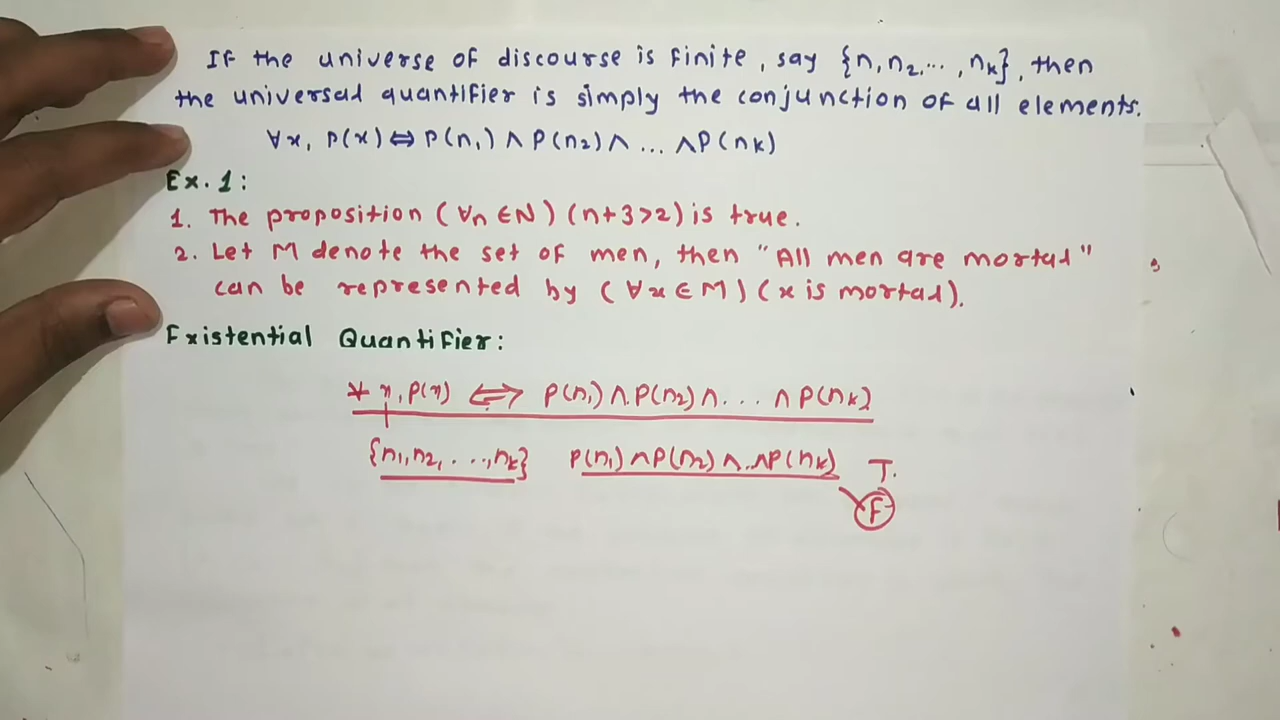 If the universe of discourse is finite, say {n, n2, ... , nk}, then
the universal quantifier is simply the conjunction of all elements.
∀x, P(x) ⇔ P(n1) ∧ P(n2) ∧ ... ∧ P(nk)
Ex. 1:
1. The proposition (∀n ∈ N) (n+3>2) is true.
2. Let M denote the set of men, then "All men are mortal"
can be represented by (∀x ∈ M) (x is mortal).
Existential Quantifier:
∀ x, P(x) ⇔ P(n1) ∧ P(n2) ∧ ... ∧ P(nk)
{n1, n2, ..., nk} P(n1) ∧ P(n2) ∧ .. ∧ P(nk) T.
F